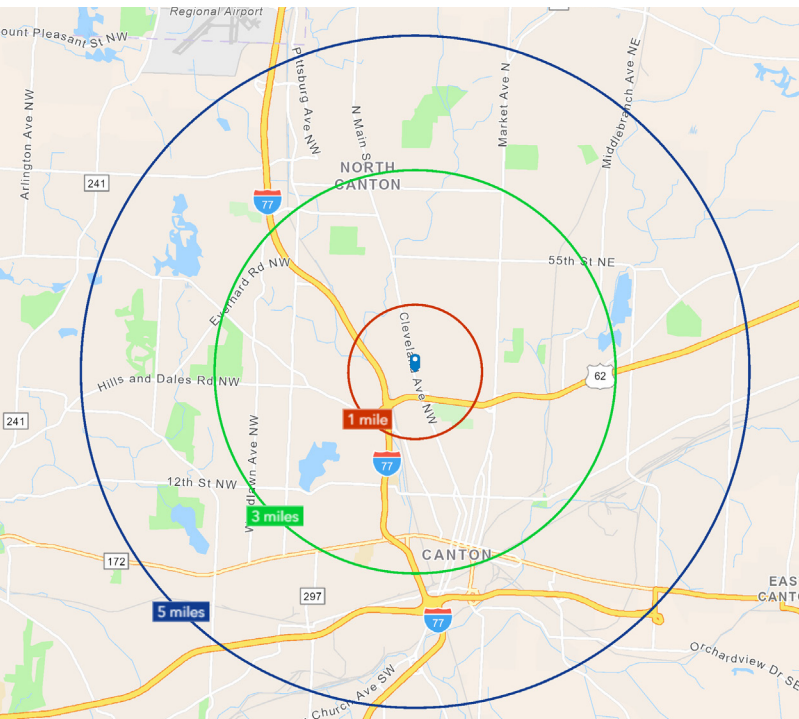 Regional Airport
ount Pleasant St NW
Pittsburg Ave NW
N Main S
Market Ave N
Middlebranch Ave NE
Arlington Ave NW
NORTH
CANTON
241
77
55th St NE
Everhard Rd NW
Cleveland Ave NW
62
Hills and Dales Rd NW
241
1 mile
77
12th St NW
Woodlawn Ave NW
3 miles
CANTON
172
297
EAS
CANTO
5 miles
77
Orchardview Dr SE
Church Ave SW